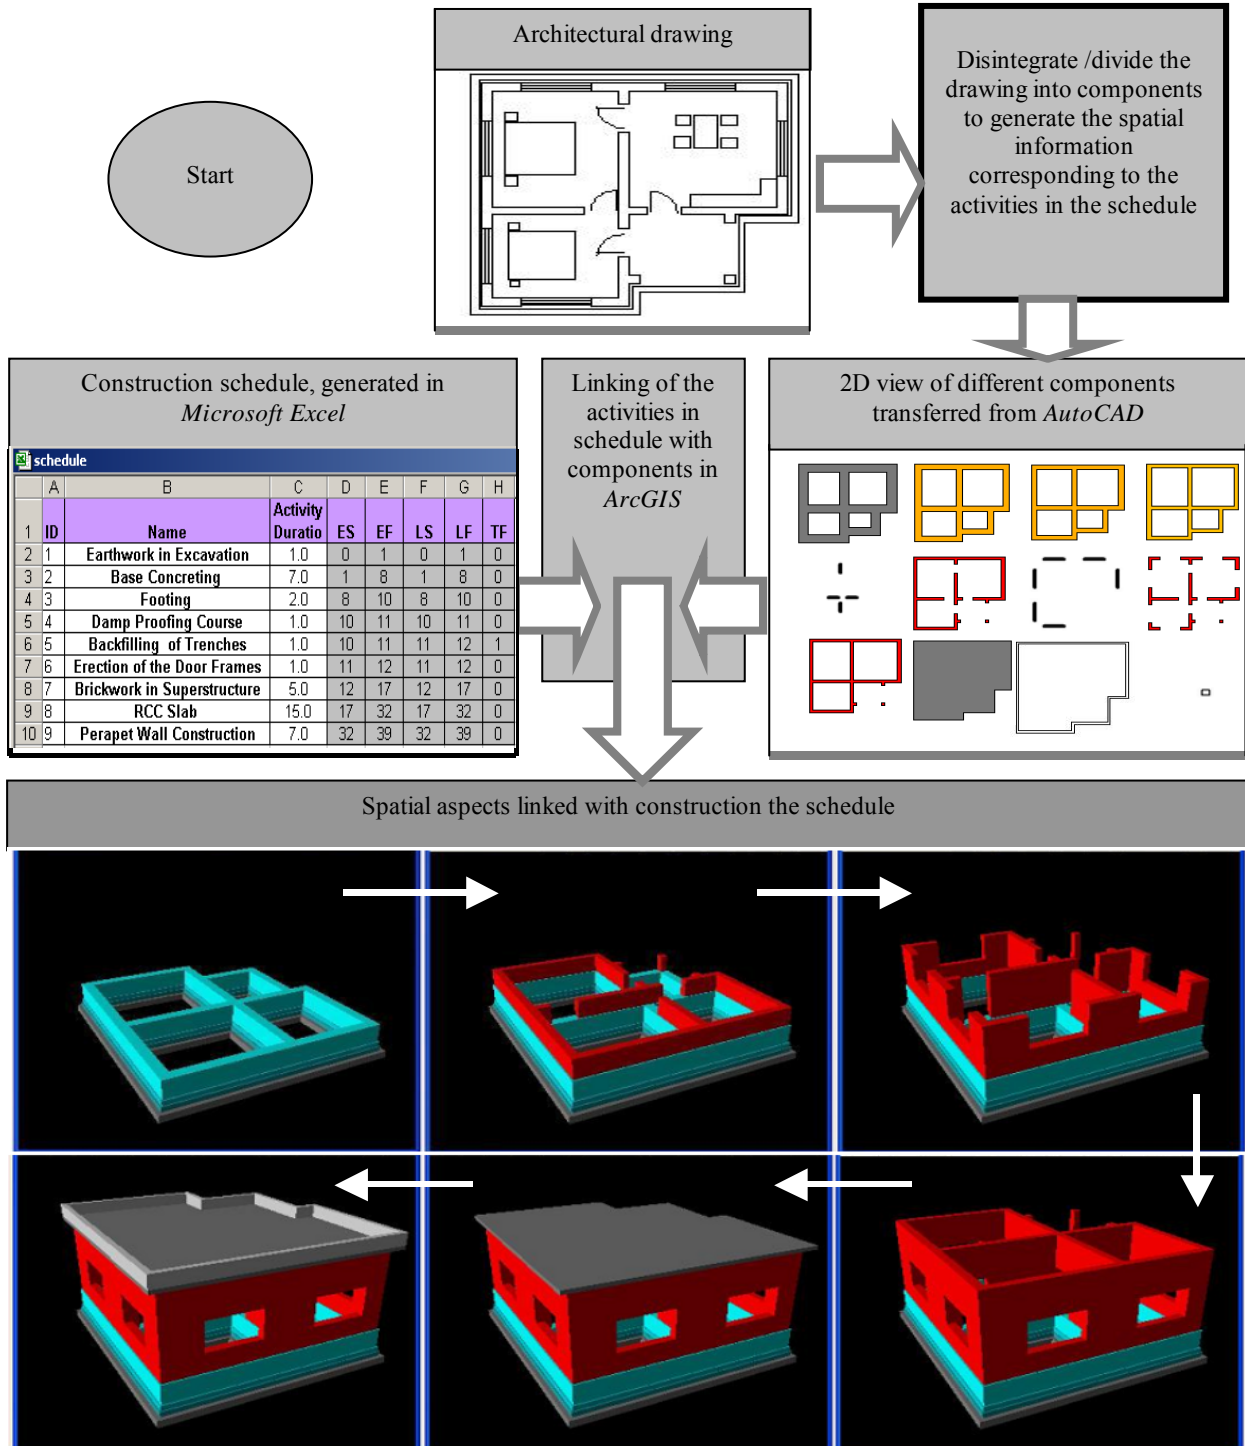 Start
Architectural drawing
Disintegrate /divide the
drawing into components
to generate the spatial
information
corresponding to the
activities in the schedule
Construction schedule, generated in
Microsoft Excel
schedule
A B C D E F G H
1 ID Name Activity Duratio ES EF LS LF TF
2 1 Earthwork in Excavation 1.0 0 1 0 1 0
3 2 Base Concreting 7.0 1 8 1 8 0
4 3 Footing 2.0 8 10 8 10 0
5 4 Damp Proofing Course 1.0 10 11 10 11 0
6 5 Backfilling of Trenches 1.0 10 11 11 12 1
7 6 Erection of the Door Frames 1.0 11 12 11 12 0
8 7 Brickwork in Superstructure 5.0 12 17 12 17 0
9 8 RCC Slab 15.0 17 32 17 32 0
10 9 Perapet Wall Construction 7.0 32 39 32 39 0
Linking of the
activities in
schedule with
components in
ArcGIS
2D view of different components
transferred from AutoCAD
Spatial aspects linked with construction the schedule